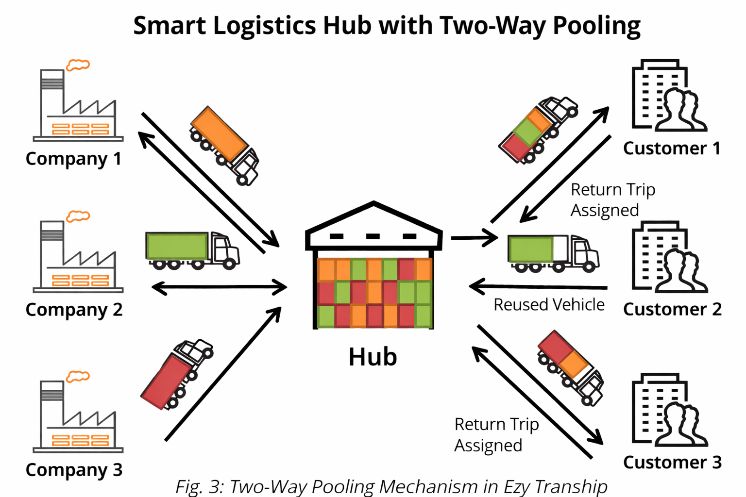 Smart Logistics Hub with Two-Way Pooling
Company 1
Customer 1
Return Trip
Assigned
Company 2
Reused Vehicle
Customer 2
Hub
Return Trip
Assigned
Company 3
Customer 3
Fig. 3: Two-Way Pooling Mechanism in Ezy Tranship